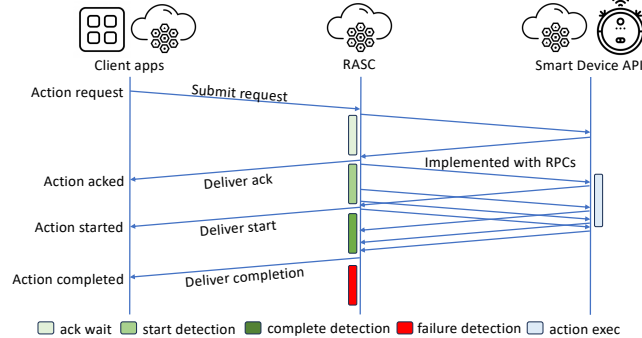 Client apps
RASC
Smart Device API
Action request
Submit request
Implemented with RPCs
Action acked
Deliver ack
Action started
Deliver start
Action completed
Deliver completion
ack wait
start detection
complete detection
failure detection
action exec